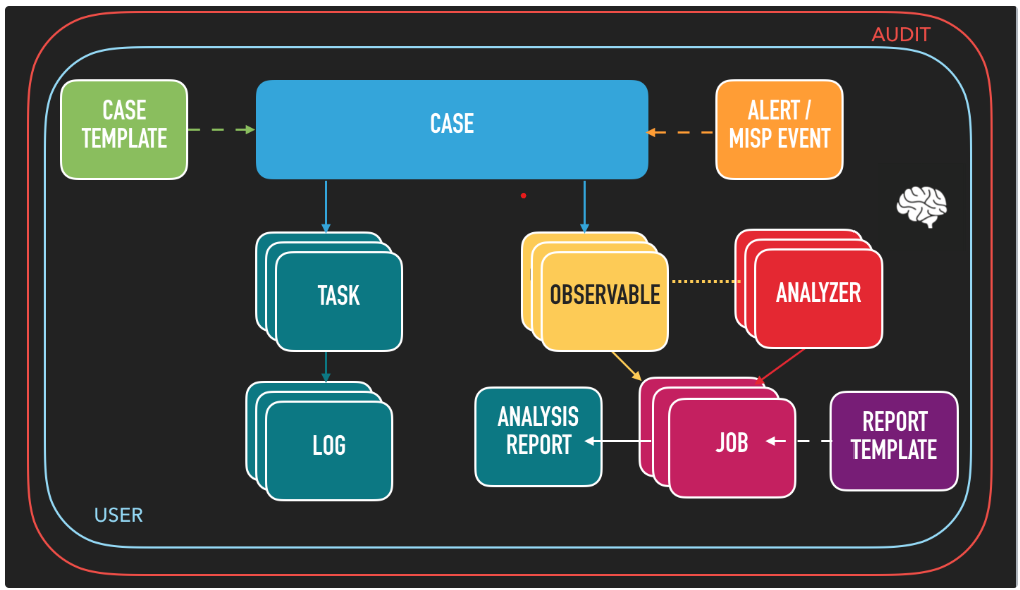 AUDIT
CASE
TEMPLATE
CASE
ALERT /
MISP EVENT
TASK
OBSERVABLE
ANALYZER
LOG
ANALYSIS
REPORT
JOB
REPORT
TEMPLATE
USER